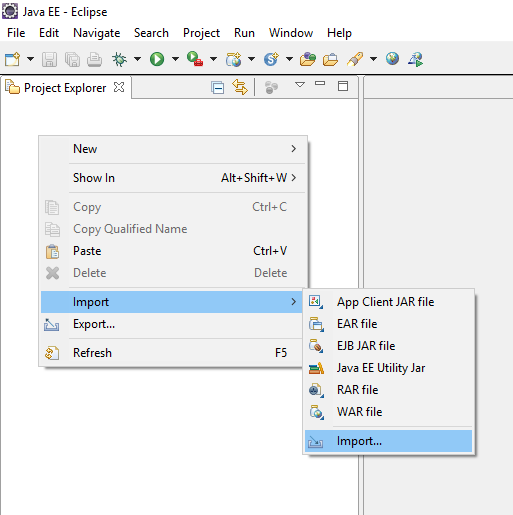 Java EE - Eclipse
File Edit Navigate Search Project Run Window Help
Project Explorer
New
Show In Alt+Shift+W
Copy Ctrl+C
Copy Qualified Name
Paste Ctrl+V
Delete Delete
Import
Export...
Refresh F5
App Client JAR file
EAR file
EJB JAR file
Java EE Utility Jar
RAR file
WAR file
Import...